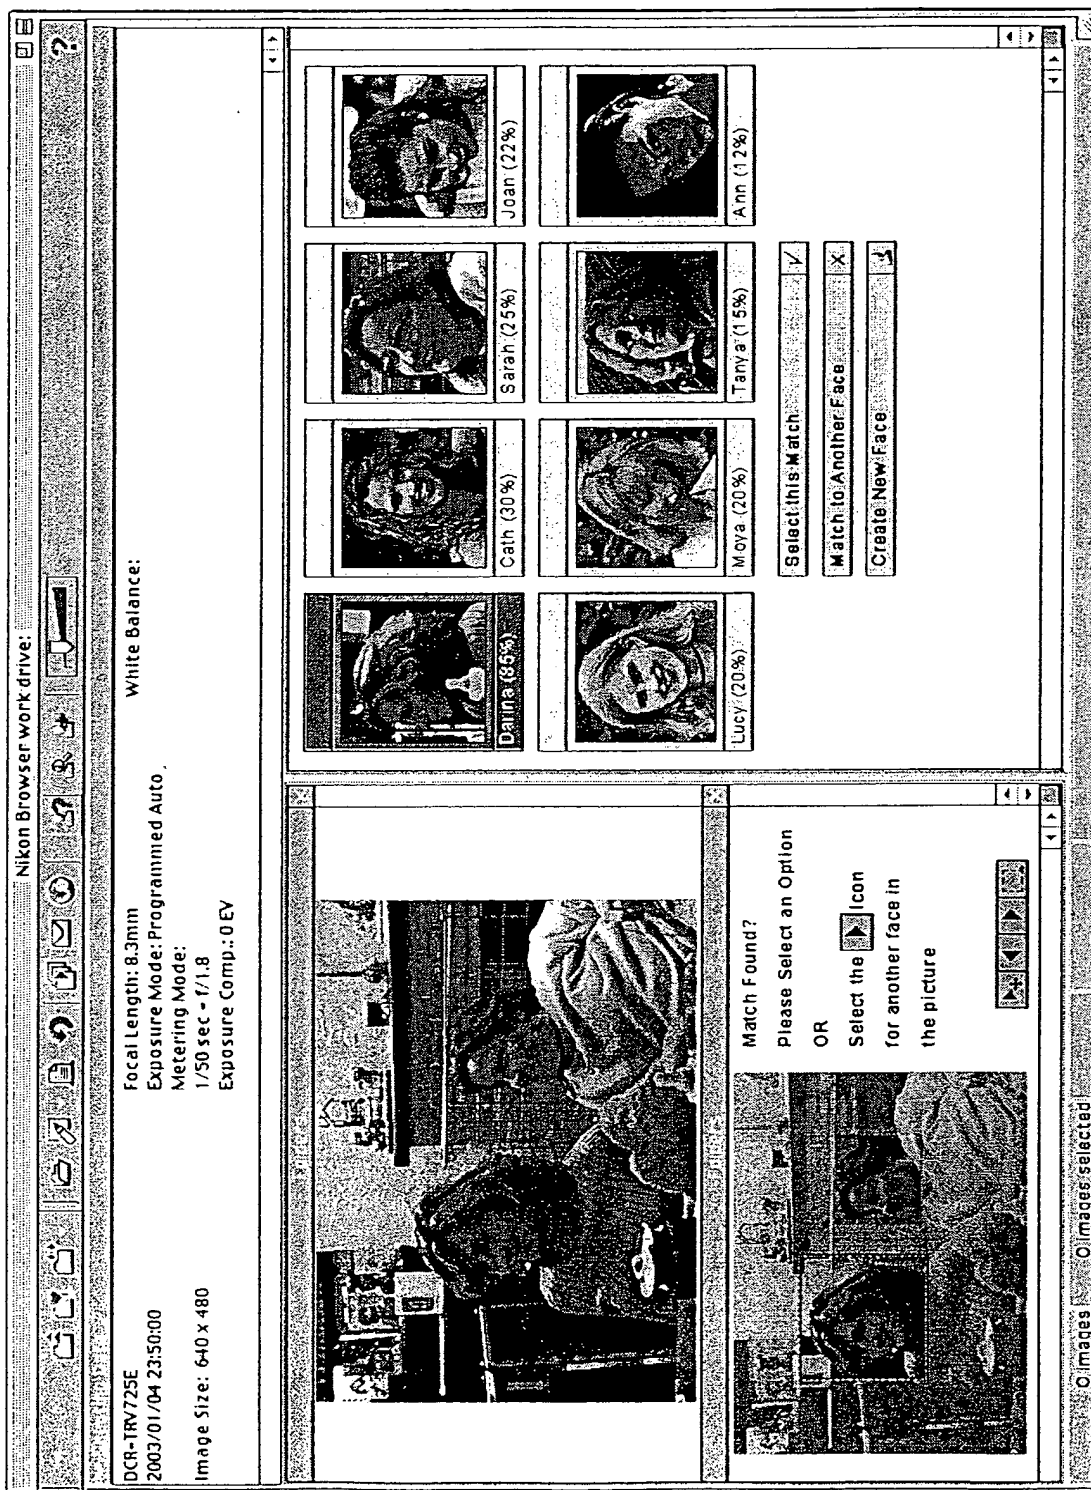 Nikon Browser work drive:
?
DCR-TRV725E
2003/01/04 23:50:00
Image Size: 640 x 480
Focal Length: 8.3mm
Exposure Mode: Programmed Auto
Metering Mode:
1/50 sec - f/1.8
Exposure Comp.: 0 EV
White Balance:
Match Found?
Please Select an Option
OR
Select the Icon
for another face in
the picture
Darina (85%)
Cath (30%)
Sarah (25%)
Joan (22%)
Lucy (20%)
Moya (20%)
Tanya (15%)
Ann (12%)
Select this Match
Match to Another Face
Create New Face
0 images
0 images selected